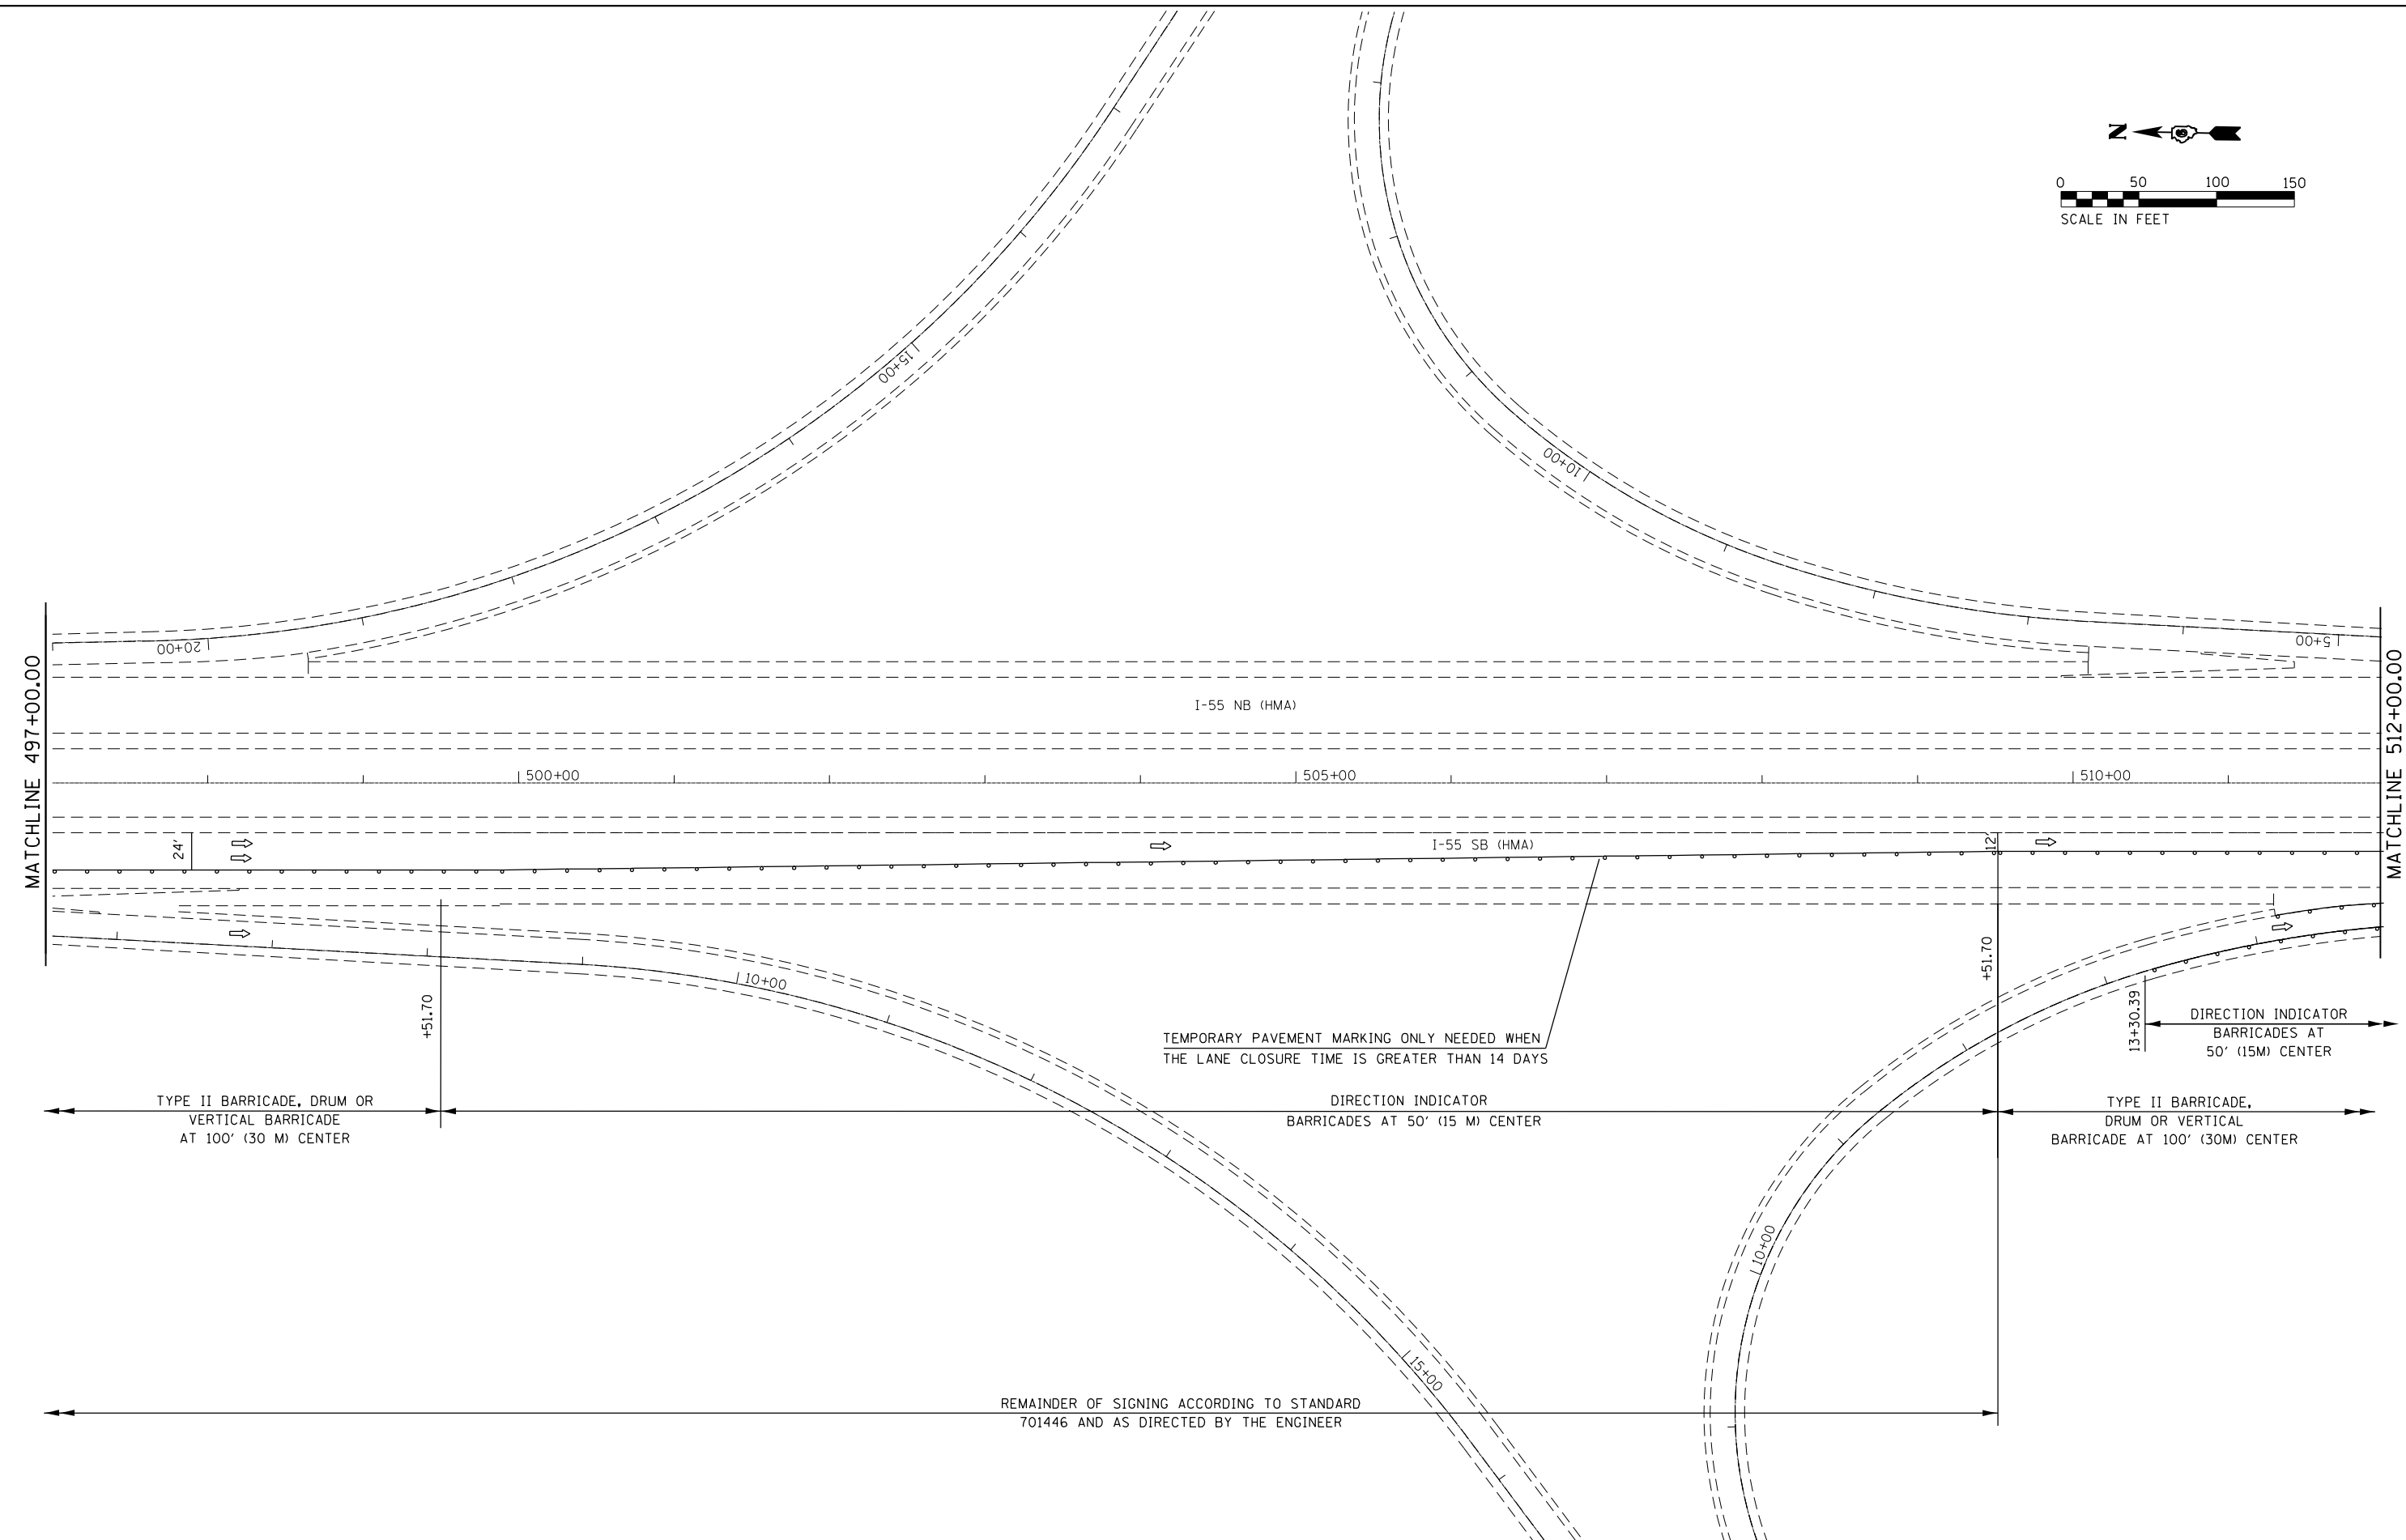 N
0 50 100 150
SCALE IN FEET
15+00
10+00
20+00
5+00
MATCHLINE 497+00.00
MATCHLINE 512+00.00
I-55 NB (HMA)
500+00
505+00
510+00
24'
I-55 SB (HMA)
12'
10+00
+51.70
+51.70
13+30.39
DIRECTION INDICATOR
BARRICADES AT
50' (15M) CENTER
TEMPORARY PAVEMENT MARKING ONLY NEEDED WHEN
THE LANE CLOSURE TIME IS GREATER THAN 14 DAYS
TYPE II BARRICADE, DRUM OR
VERTICAL BARRICADE
AT 100' (30 M) CENTER
DIRECTION INDICATOR
BARRICADES AT 50' (15 M) CENTER
TYPE II BARRICADE,
DRUM OR VERTICAL
BARRICADE AT 100' (30M) CENTER
10+00
15+00
REMAINDER OF SIGNING ACCORDING TO STANDARD
701446 AND AS DIRECTED BY THE ENGINEER